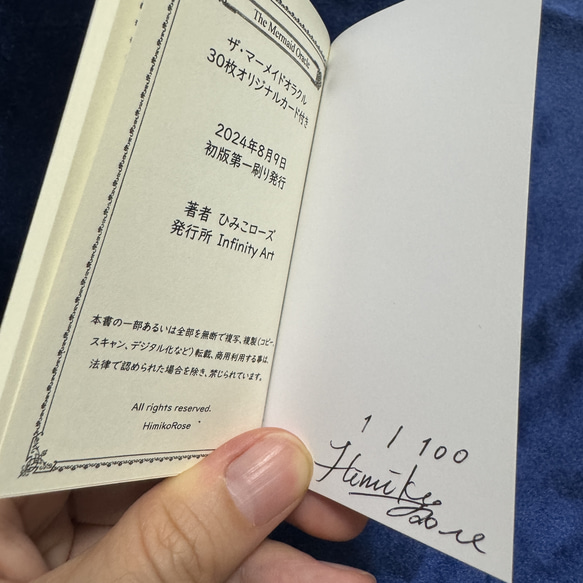 The Mermaid Oracle
ザ・マーメイドオラクル
30枚オリジナルカード付き
2024年8月9日
初版第一刷り発行
著者 ひみこローズ
発行所 Infinity Art
本書の一部あるいは全部を無断で複写、複製(コピー、
スキャン、デジタル化など)転載、商用利用する事は、
法律で認められた場合を除き、禁じられています。
All rights reserved.
HimikoRose
1/100
Himiko
Rose